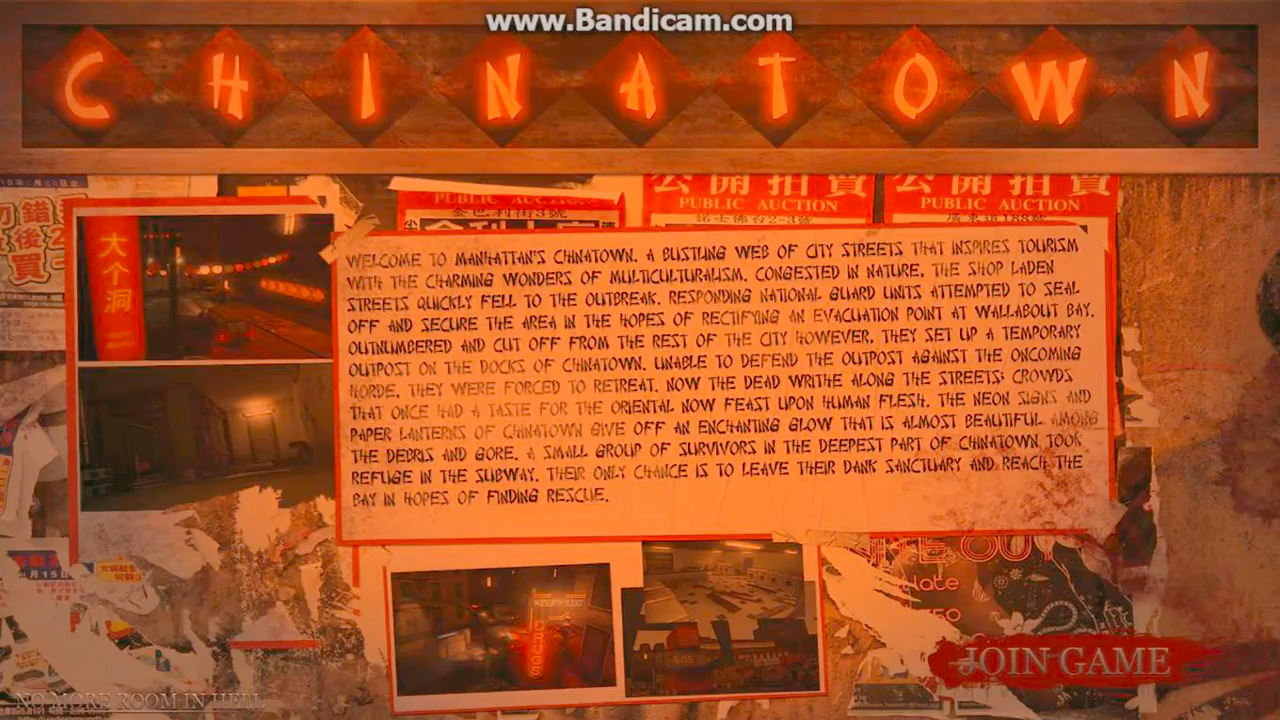 www.Bandicam.com
CHINATOWN
公開拍賣
公開拍賣
PUBLIC AUCTION
PUBLIC AUCTION
PUBLIC AUCTION
大个洞
WELCOME TO MANHATTAN'S CHINATOWN. A BUSTLING WEB OF CITY STREETS THAT INSPIRES TOURISM
WITH THE CHARMING WONDERS OF MULTICULTURALISM. CONGESTED IN NATURE, THE SHOP LADEN
STREETS QUICKLY FELL TO THE OUTBREAK. RESPONDING NATIONAL GUARD UNITS ATTEMPTED TO SEAL
OFF AND SECURE THE AREA IN THE HOPES OF RECTIFYING AN EVACUATION POINT AT WALLABOUT BAY.
OUTNUMBERED AND CUT OFF FROM THE REST OF THE CITY HOWEVER, THEY SET UP A TEMPORARY
OUTPOST ON THE DOCKS OF CHINATOWN. UNABLE TO DEFEND THE OUTPOST AGAINST THE ONCOMING
HORDE, THEY WERE FORCED TO RETREAT. NOW THE DEAD WRITHE ALONG THE STREETS; CROWDS
THAT ONCE HAD A TASTE FOR THE ORIENTAL NOW FEAST UPON HUMAN FLESH. THE NEON SIGNS AND
PAPER LANTERNS OF CHINATOWN GIVE OFF AN ENCHANTING GLOW THAT IS ALMOST BEAUTIFUL AMONG
THE DEBRIS AND GORE. A SMALL GROUP OF SURVIVORS IN THE DEEPEST PART OF CHINATOWN TOOK
REFUGE IN THE SUBWAY. THEIR ONLY CHANCE IS TO LEAVE THEIR DANK SANCTUARY AND REACH THE
BAY IN HOPES OF FINDING RESCUE.
DRUGS
JOIN GAME
NO MORE ROOM IN HELL